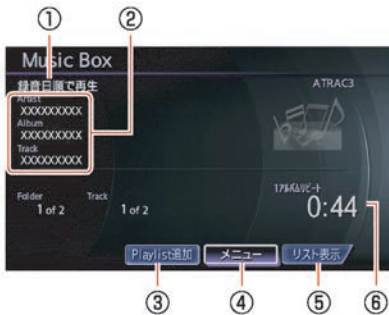 ① ②
Music Box
録音日順で再生
ATRAC3
Artist
XXXXXXXXX
Album
XXXXXXXXX
Track
XXXXXXXXX
Folder Track
1 of 2 1 of 2
1アルバムリピート
0:44
Playlist追加 メニュー リスト表示
③ ④ ⑤ ⑥